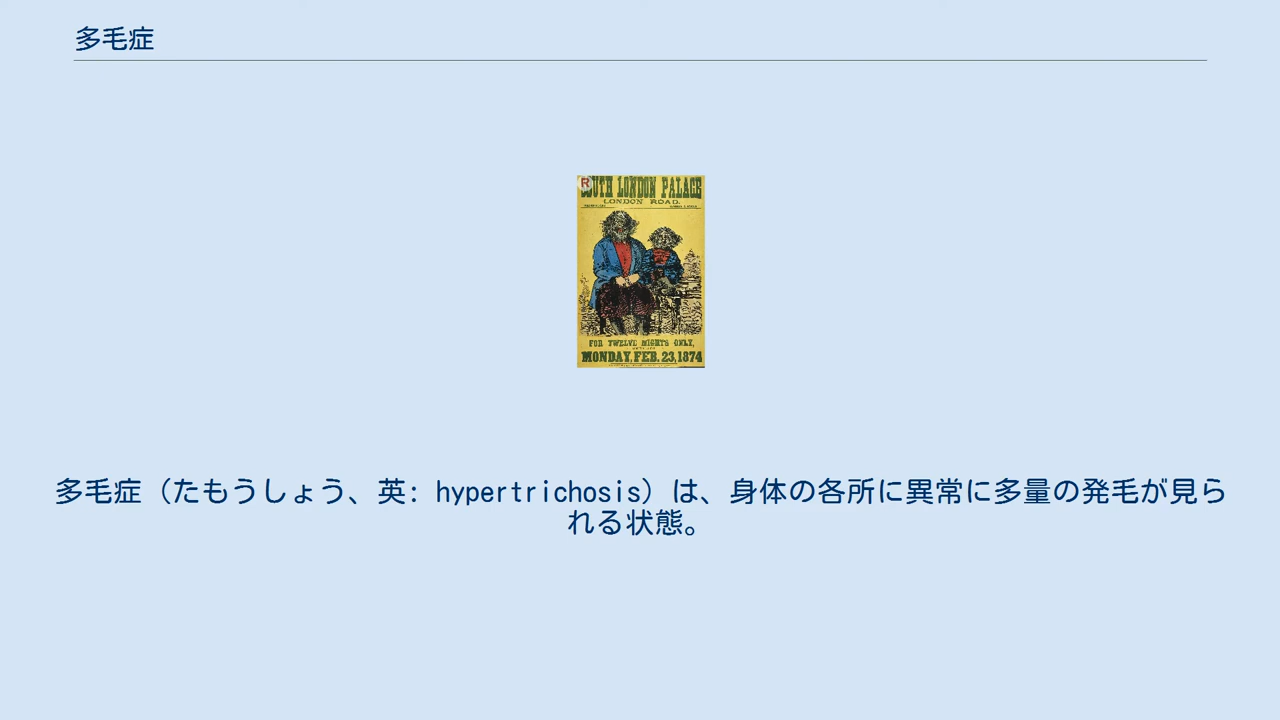 多毛症
R
SOUTH LONDON PALACE
LONDON ROAD.
FOR TWELVE NIGHTS ONLY,
MONDAY, FEB. 23, 1874
多毛症（たもうしょう、英: hypertrichosis）は、身体の各所に異常に多量の発毛が見ら
れる状態。